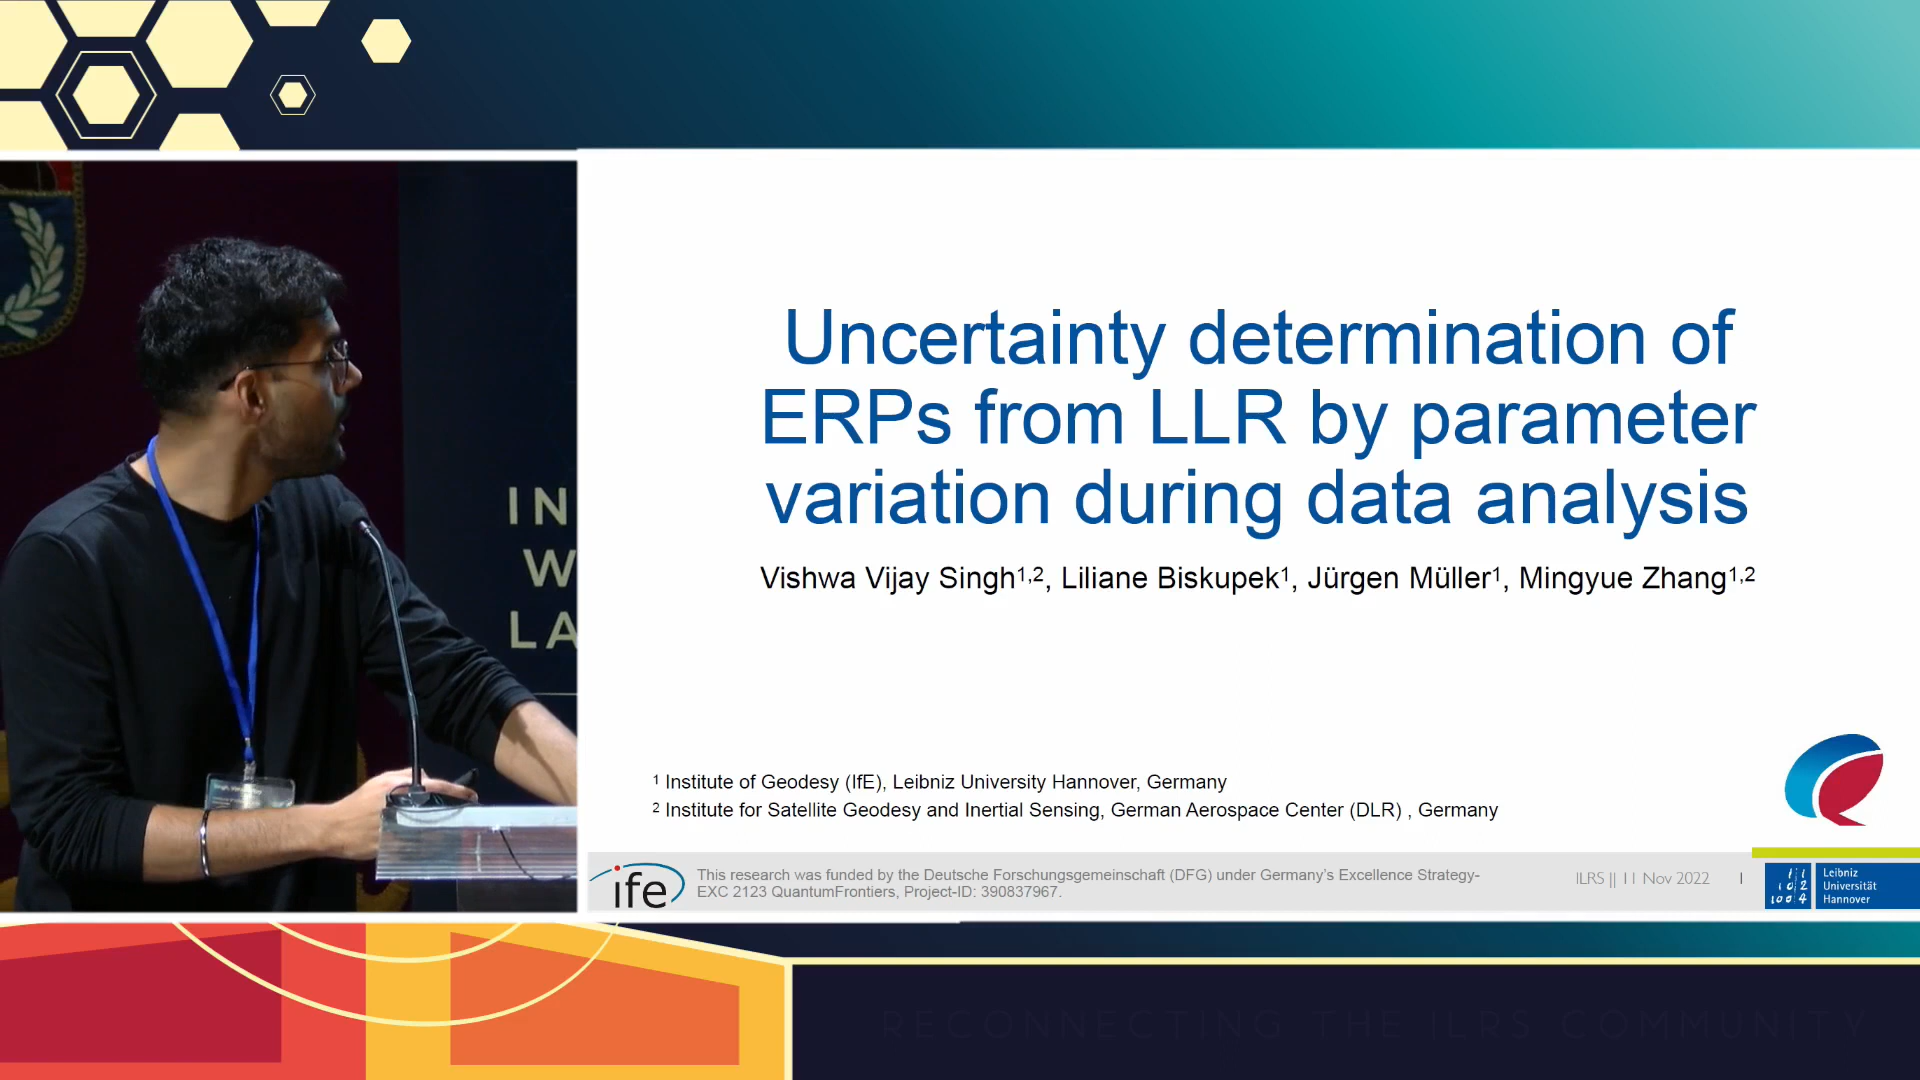 IN
W
LA
Uncertainty determination of
ERPs from LLR by parameter
variation during data analysis
Vishwa Vijay Singh1,2, Liliane Biskupek1, Jürgen Müller1, Mingyue Zhang1,2
1 Institute of Geodesy (IfE), Leibniz University Hannover, Germany
2 Institute for Satellite Geodesy and Inertial Sensing, German Aerospace Center (DLR) , Germany
ife
This research was funded by the Deutsche Forschungsgemeinschaft (DFG) under Germany's Excellence Strategy-
EXC 2123 QuantumFrontiers, Project-ID: 390837967.
ILRS || 11 Nov 2022
1
Leibniz
Universität
Hannover
RECONNECTING THE ILRS COMMUNITY